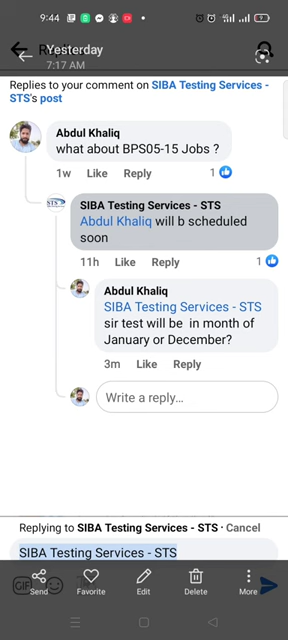 9:44
Yesterday
7:17 AM
Replies to your comment on SIBA Testing Services -
STS's post
Abdul Khaliq
what about BPS05-15 Jobs ?
1w Like Reply 1
STS
SIBA Testing Services - STS
Abdul Khaliq will b scheduled
soon
11h Like Reply 1
Abdul Khaliq
SIBA Testing Services - STS
sir test will be in month of
January or December?
3m Like Reply
Write a reply...
Replying to SIBA Testing Services - STS · Cancel
SIBA Testing Services - STS
GIF
Send Favorite Edit Delete More